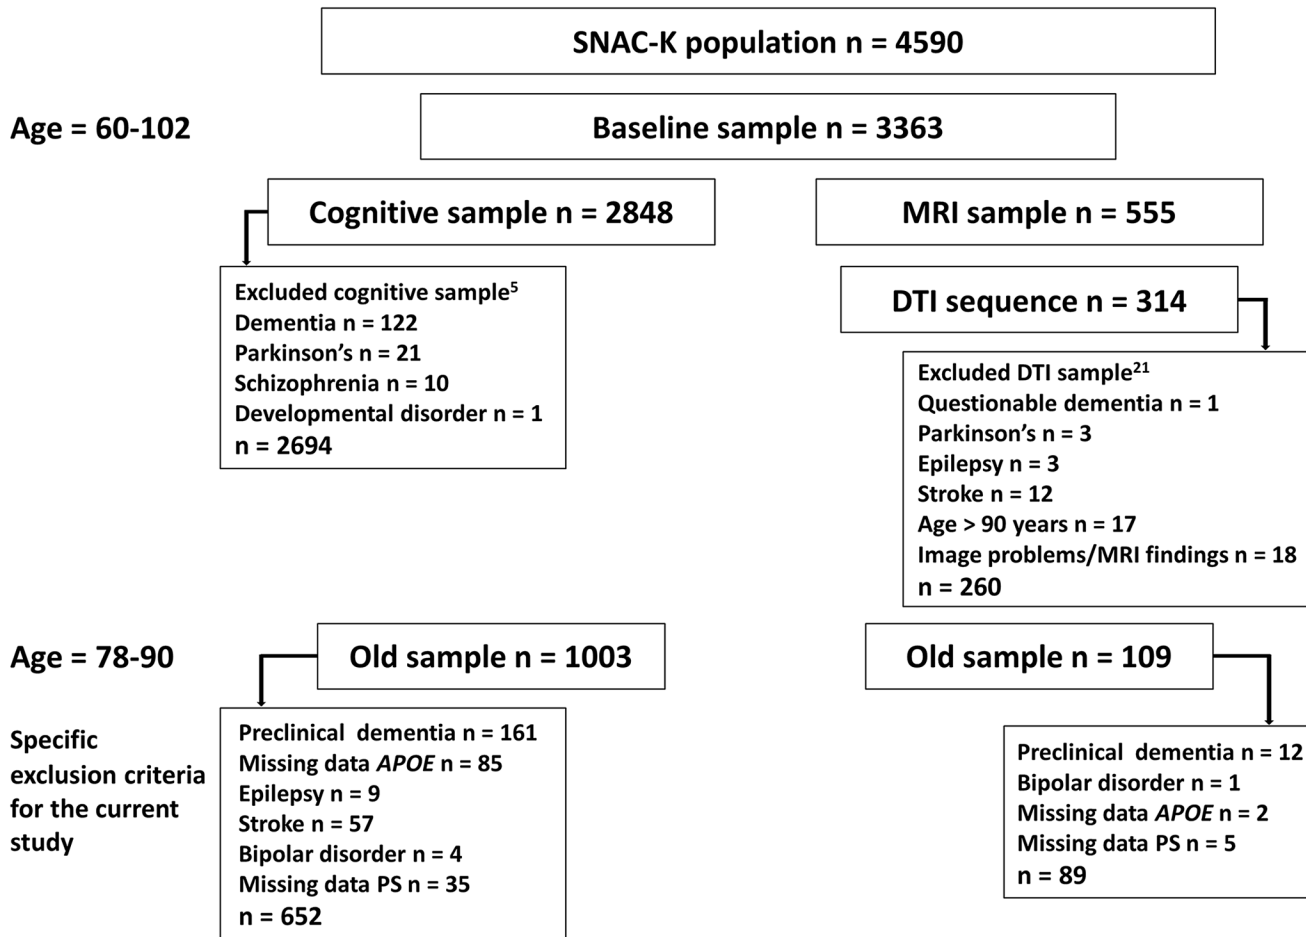 SNAC-K population n = 4590
Age = 60-102
Baseline sample n = 3363
Cognitive sample n = 2848
MRI sample n = 555
Excluded cognitive sample⁵
Dementia n = 122
Parkinson’s n = 21
Schizophrenia n = 10
Developmental disorder n = 1
n = 2694
DTI sequence n = 314
Excluded DTI sample²¹
Questionable dementia n = 1
Parkinson’s n = 3
Epilepsy n = 3
Stroke n = 12
Age > 90 years n = 17
Image problems/MRI findings n = 18
n = 260
Age = 78-90
Old sample n = 1003
Old sample n = 109
Specific
exclusion criteria
for the current
study
Preclinical dementia n = 161
Missing data APOE n = 85
Epilepsy n = 9
Stroke n = 57
Bipolar disorder n = 4
Missing data PS n = 35
n = 652
Preclinical dementia n = 12
Bipolar disorder n = 1
Missing data APOE n = 2
Missing data PS n = 5
n = 89